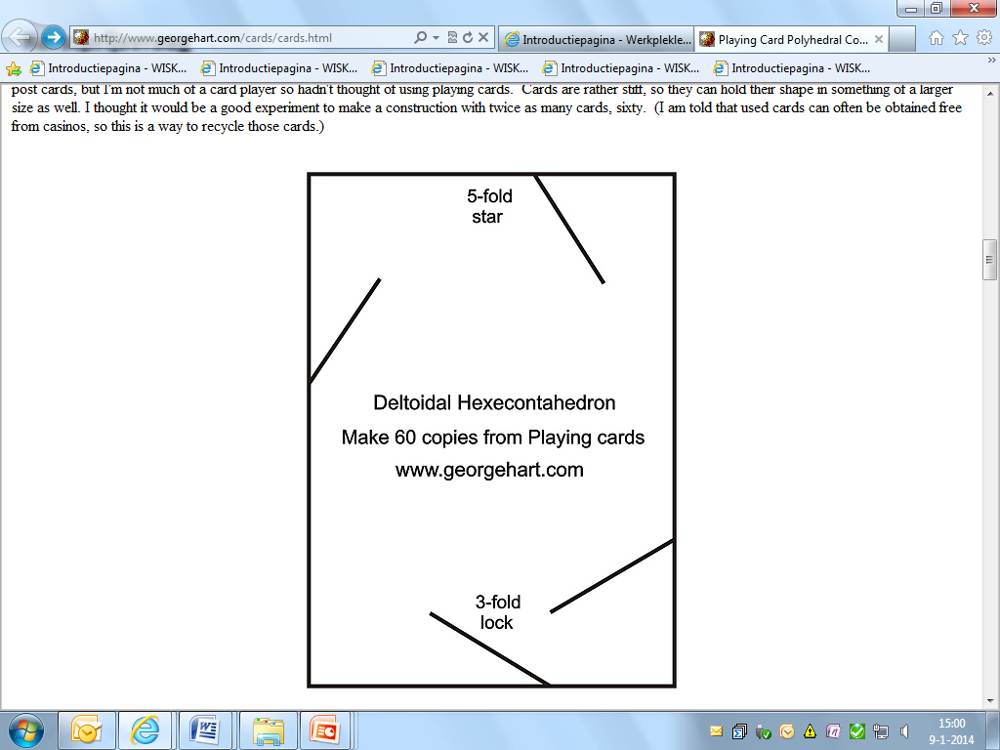 http://www.georgehart.com/cards/cards.html
Introductiepagina - Werkplekle...
Playing Card Polyhedral Co...
Introductiepagina - WISK...
Introductiepagina - WISK...
Introductiepagina - WISK...
Introductiepagina - WISK...
Introductiepagina - WISK...
post cards, but I'm not much of a card player so hadn't thought of using playing cards. Cards are rather stiff, so they can hold their shape in something of a larger
size as well. I thought it would be a good experiment to make a construction with twice as many cards, sixty. (I am told that used cards can often be obtained free
from casinos, so this is a way to recycle those cards.)
5-fold
star
Deltoidal Hexecontahedron
Make 60 copies from Playing cards
www.georgehart.com
3-fold
lock
15:00
9-1-2014